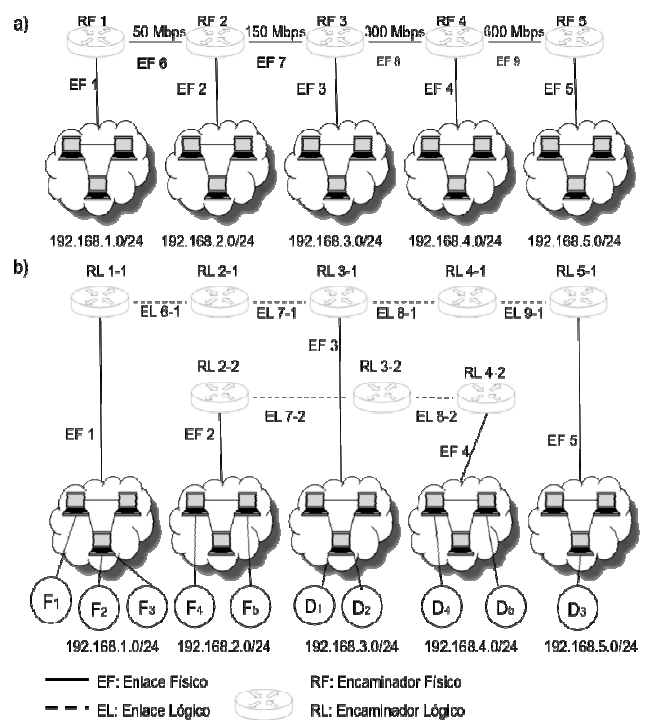 a)
RF 1 50 Mbps RF 2 150 Mbps RF 3 300 Mbps RF 4 600 Mbps RF 5
EF 6 EF 7 EF 8 EF 9
EF 1 EF 2 EF 3 EF 4 EF 5
192.168.1.0/24 192.168.2.0/24 192.168.3.0/24 192.168.4.0/24 192.168.5.0/24
b)
RL 1-1 RL 2-1 RL 3-1 RL 4-1 RL 5-1
EL 6-1 EL 7-1 EL 8-1 EL 9-1
EF 3
RL 2-2 RL 3-2 RL 4-2
EL 7-2 EL 8-2
EF 1 EF 2 EF 4 EF 5
F1 F2 F3 F4 Fb D1 D2 D4 Db D3
192.168.1.0/24 192.168.2.0/24 192.168.3.0/24 192.168.4.0/24 192.168.5.0/24
EF: Enlace Físico RF: Encaminador Físico
EL: Enlace Lógico RL: Encaminador Lógico